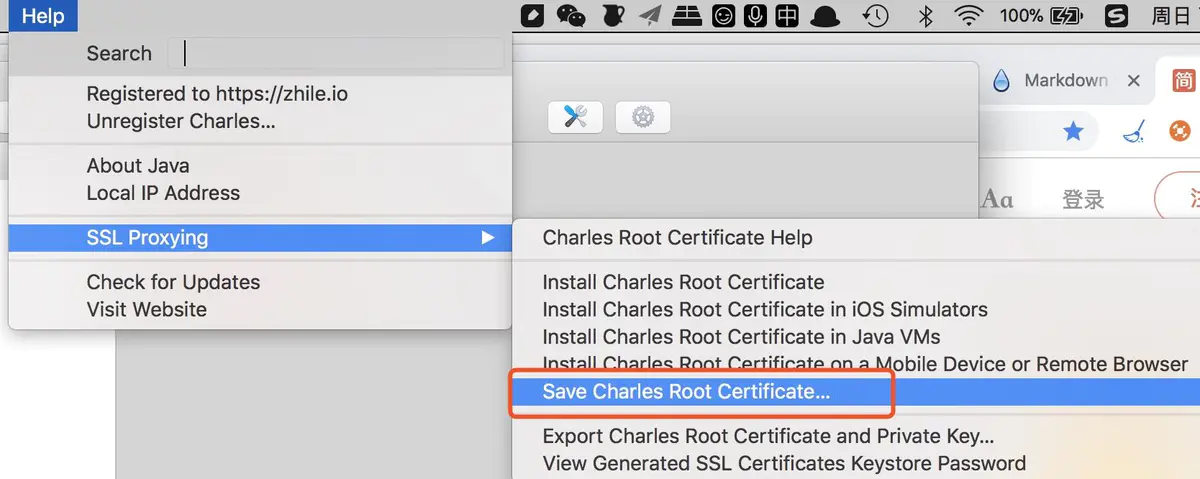 Help
100%
周日
Search
Registered to https://zhile.io
Unregister Charles...
About Java
Local IP Address
SSL Proxying
Check for Updates
Visit Website
中
Markdown
简
Aa
登录
Charles Root Certificate Help
Install Charles Root Certificate
Install Charles Root Certificate in iOS Simulators
Install Charles Root Certificate in Java VMs
Install Charles Root Certificate on a Mobile Device or Remote Browser
Save Charles Root Certificate...
Export Charles Root Certificate and Private Key...
View Generated SSL Certificates Keystore Password